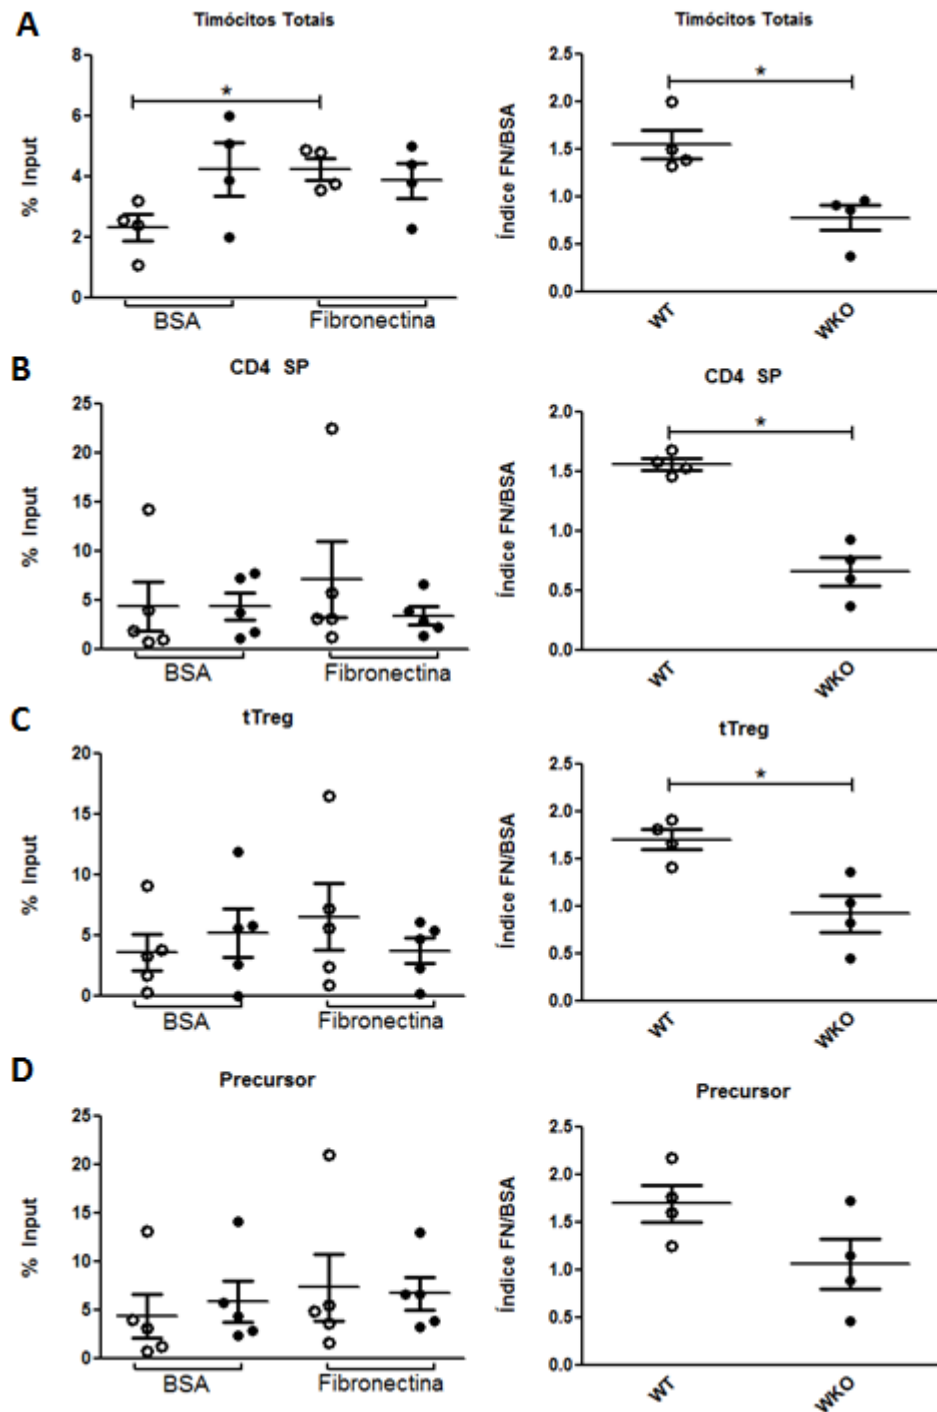 A
Timócitos Totais
% Input
8
6
4
2
0
*
BSA
Fibronectina
Timócitos Totais
Índice FN/BSA
2.5
2.0
1.5
1.0
0.5
0.0
*
WT
WKO
B
CD4 SP
% Input
25
20
15
10
5
0
BSA
Fibronectina
CD4 SP
Índice FN/BSA
2.0
1.5
1.0
0.5
0.0
*
WT
WKO
C
tTreg
% Input
20
15
10
5
0
BSA
Fibronectina
tTreg
Índice FN/BSA
2.5
2.0
1.5
1.0
0.5
0.0
*
WT
WKO
D
Precursor
% Input
25
20
15
10
5
0
BSA
Fibronectina
Precursor
Índice FN/BSA
2.5
2.0
1.5
1.0
0.5
0.0
WT
WKO